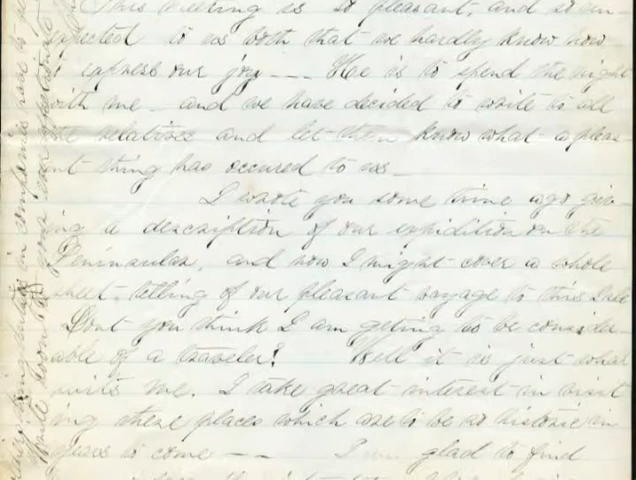 This meeting is so pleasant, and so un-
expected to us both that we hardly know how
to express our joy -- He is to spend the night
with me and we have decided to write to all
the relatives and let them know what a pleas
ant thing has occured to us-
I wrote you some time ago giv-
ing a description of our expidition on the
Peninsular, and now I might cover a whole
sheet, telling of our pleasant voyage to this Isle
Dont you think I am geting to be consider-
able of a traveler? Well it is just what
suits me. I take great interest in visit
ing these places which are to be so historic in
years to come -- I am glad to find